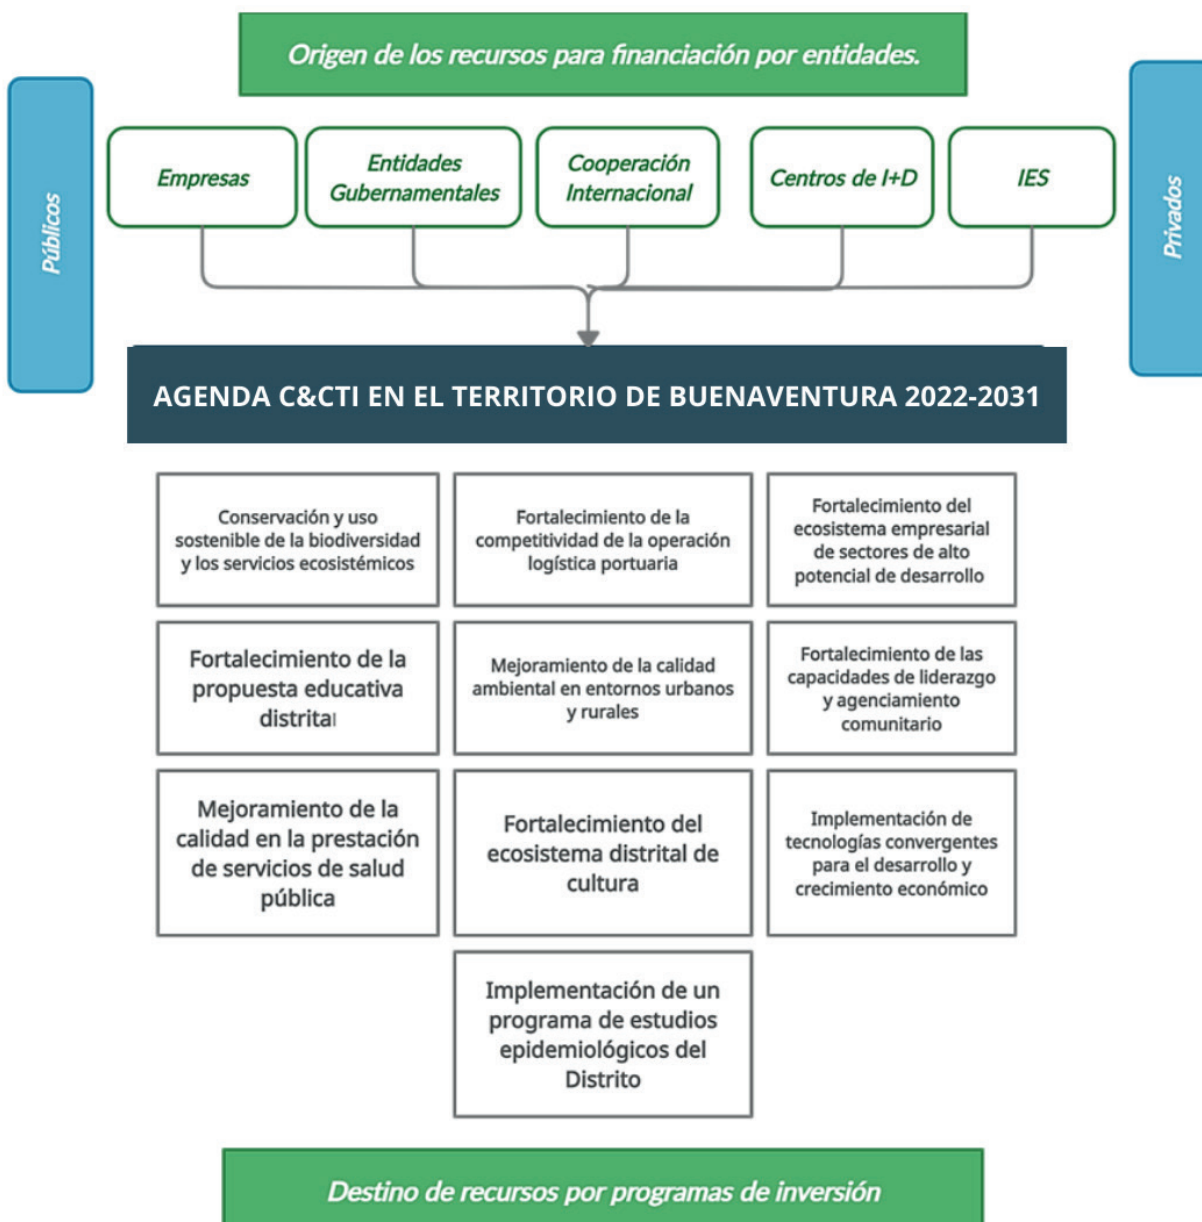 Origen de los recursos para financiación por entidades.
Públicos
Privados
Empresas
Entidades
Gubernamentales
Cooperación
Internacional
Centros de I+D
IES
AGENDA C&CTI EN EL TERRITORIO DE BUENAVENTURA 2022-2031
Conservación y uso
sostenible de la biodiversidad
y los servicios ecosistémicos
Fortalecimiento de la
competitividad de la operación
logística portuaria
Fortalecimiento del
ecosistema empresarial
de sectores de alto
potencial de desarrollo
Fortalecimiento de la
propuesta educativa
distrital
Mejoramiento de la calidad
ambiental en entornos urbanos
y rurales
Fortalecimiento de las
capacidades de liderazgo
y agenciamiento
comunitario
Mejoramiento de la
calidad en la prestación
de servicios de salud
pública
Fortalecimiento del
ecosistema distrital de
cultura
Implementación de
tecnologías convergentes
para el desarrollo y
crecimiento económico
Implementación de un
programa de estudios
epidemiológicos del
Distrito
Destino de recursos por programas de inversión